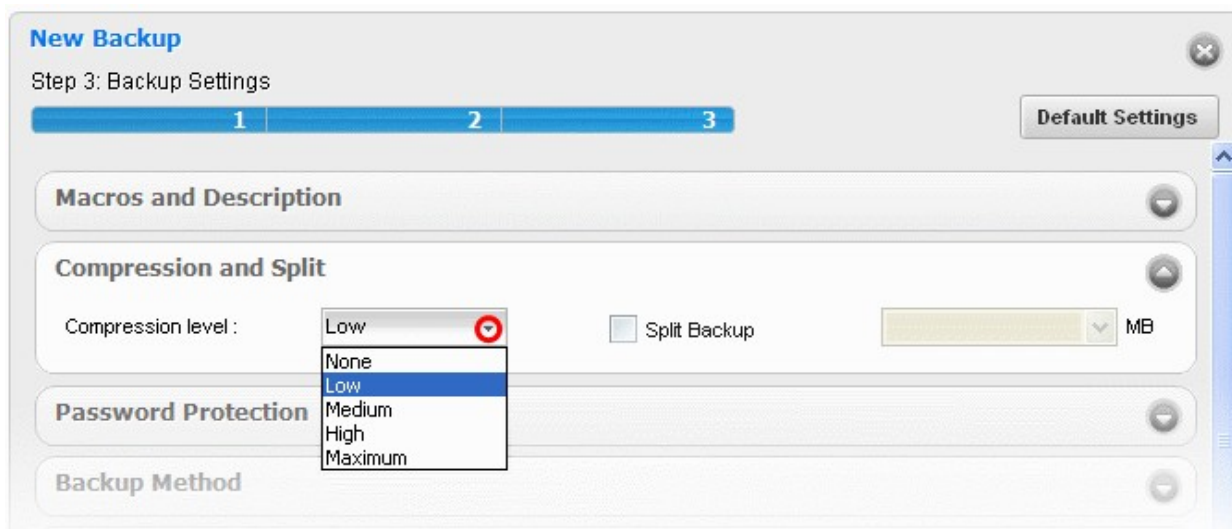 New Backup
Step 3: Backup Settings
1 2 3
Default Settings
Macros and Description
Compression and Split
Compression level : Low Split Backup MB
None
Low
Medium
High
Maximum
Password Protection
Backup Method